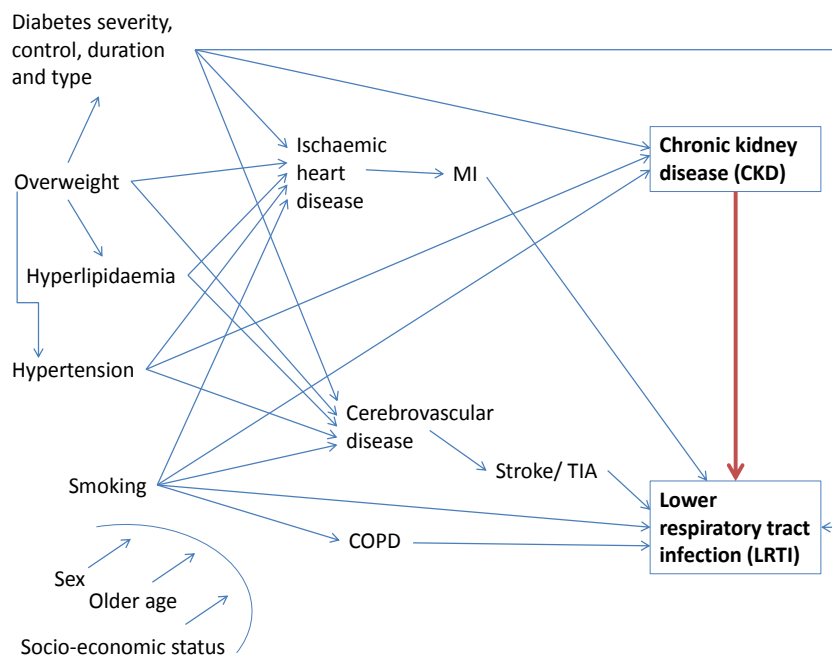 Diabetes severity,
control, duration
and type
Overweight
Hyperlipidaemia
Hypertension
Smoking
Sex
Older age
Socio-economic status
Ischaemic
heart
disease
MI
Cerebrovascular
disease
Stroke/ TIA
COPD
Chronic kidney
disease (CKD)
Lower
respiratory tract
infection (LRTI)